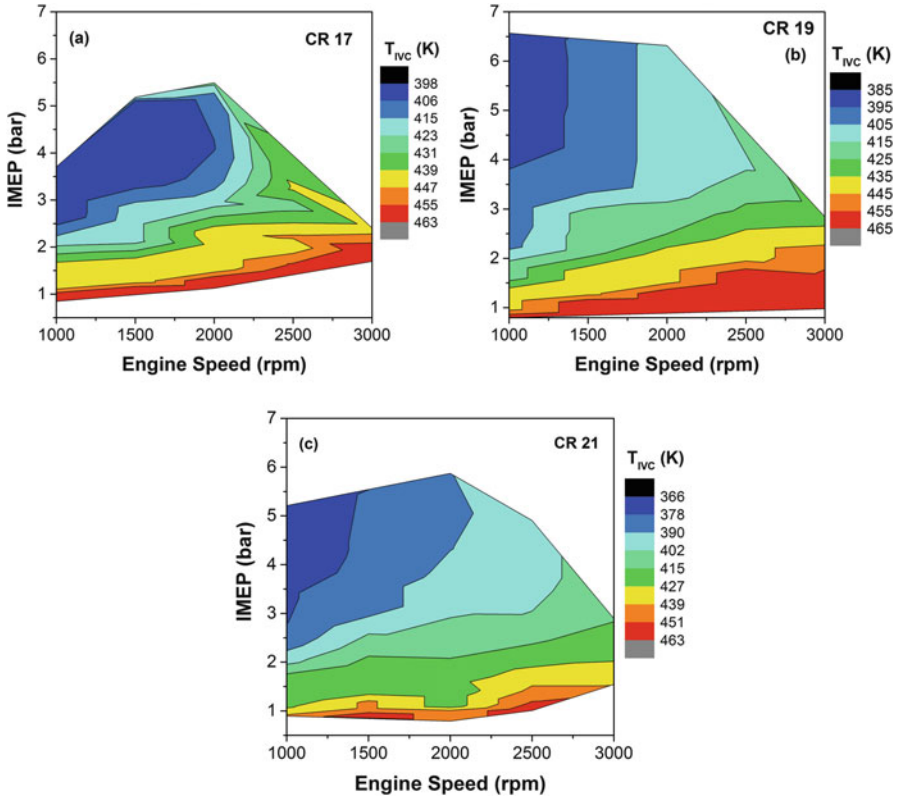 (a)
CR 17
T_IVC (K)
398
406
415
423
431
439
447
455
463
IMEP (bar)
7
6
5
4
3
2
1
1000 1500 2000 2500 3000
Engine Speed (rpm)
CR 19
(b)
T_IVC (K)
385
395
405
415
425
435
445
455
465
IMEP (bar)
7
6
5
4
3
2
1
1000 1500 2000 2500 3000
Engine Speed (rpm)
(c)
CR 21
T_IVC (K)
366
378
390
402
415
427
439
451
463
IMEP (bar)
7
6
5
4
3
2
1
1000 1500 2000 2500 3000
Engine Speed (rpm)